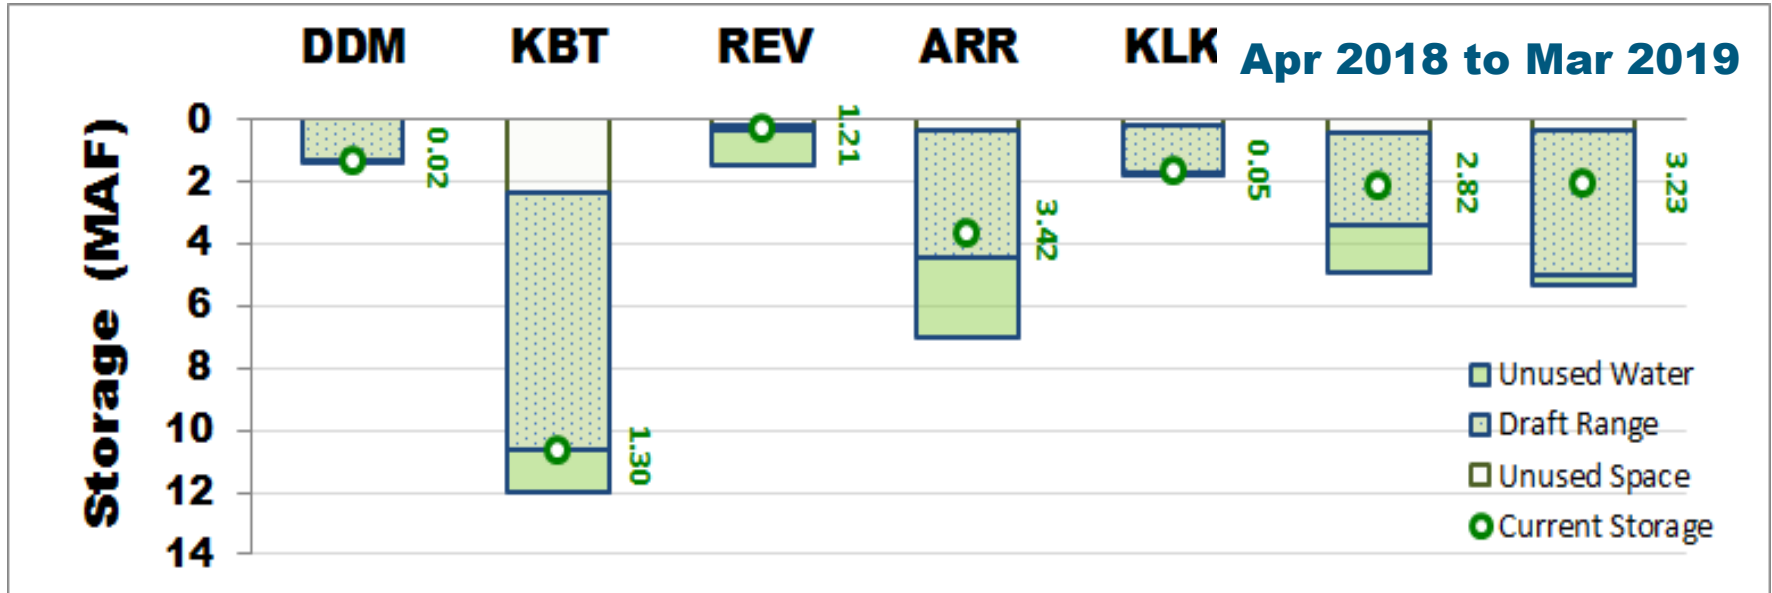 DDM KBT REV ARR KLK Apr 2018 to Mar 2019
Storage (MAF)
0
2
4
6
8
10
12
14
0.02
1.30
1.21
3.42
0.05
2.82
3.23
Unused Water
Draft Range
Unused Space
Current Storage